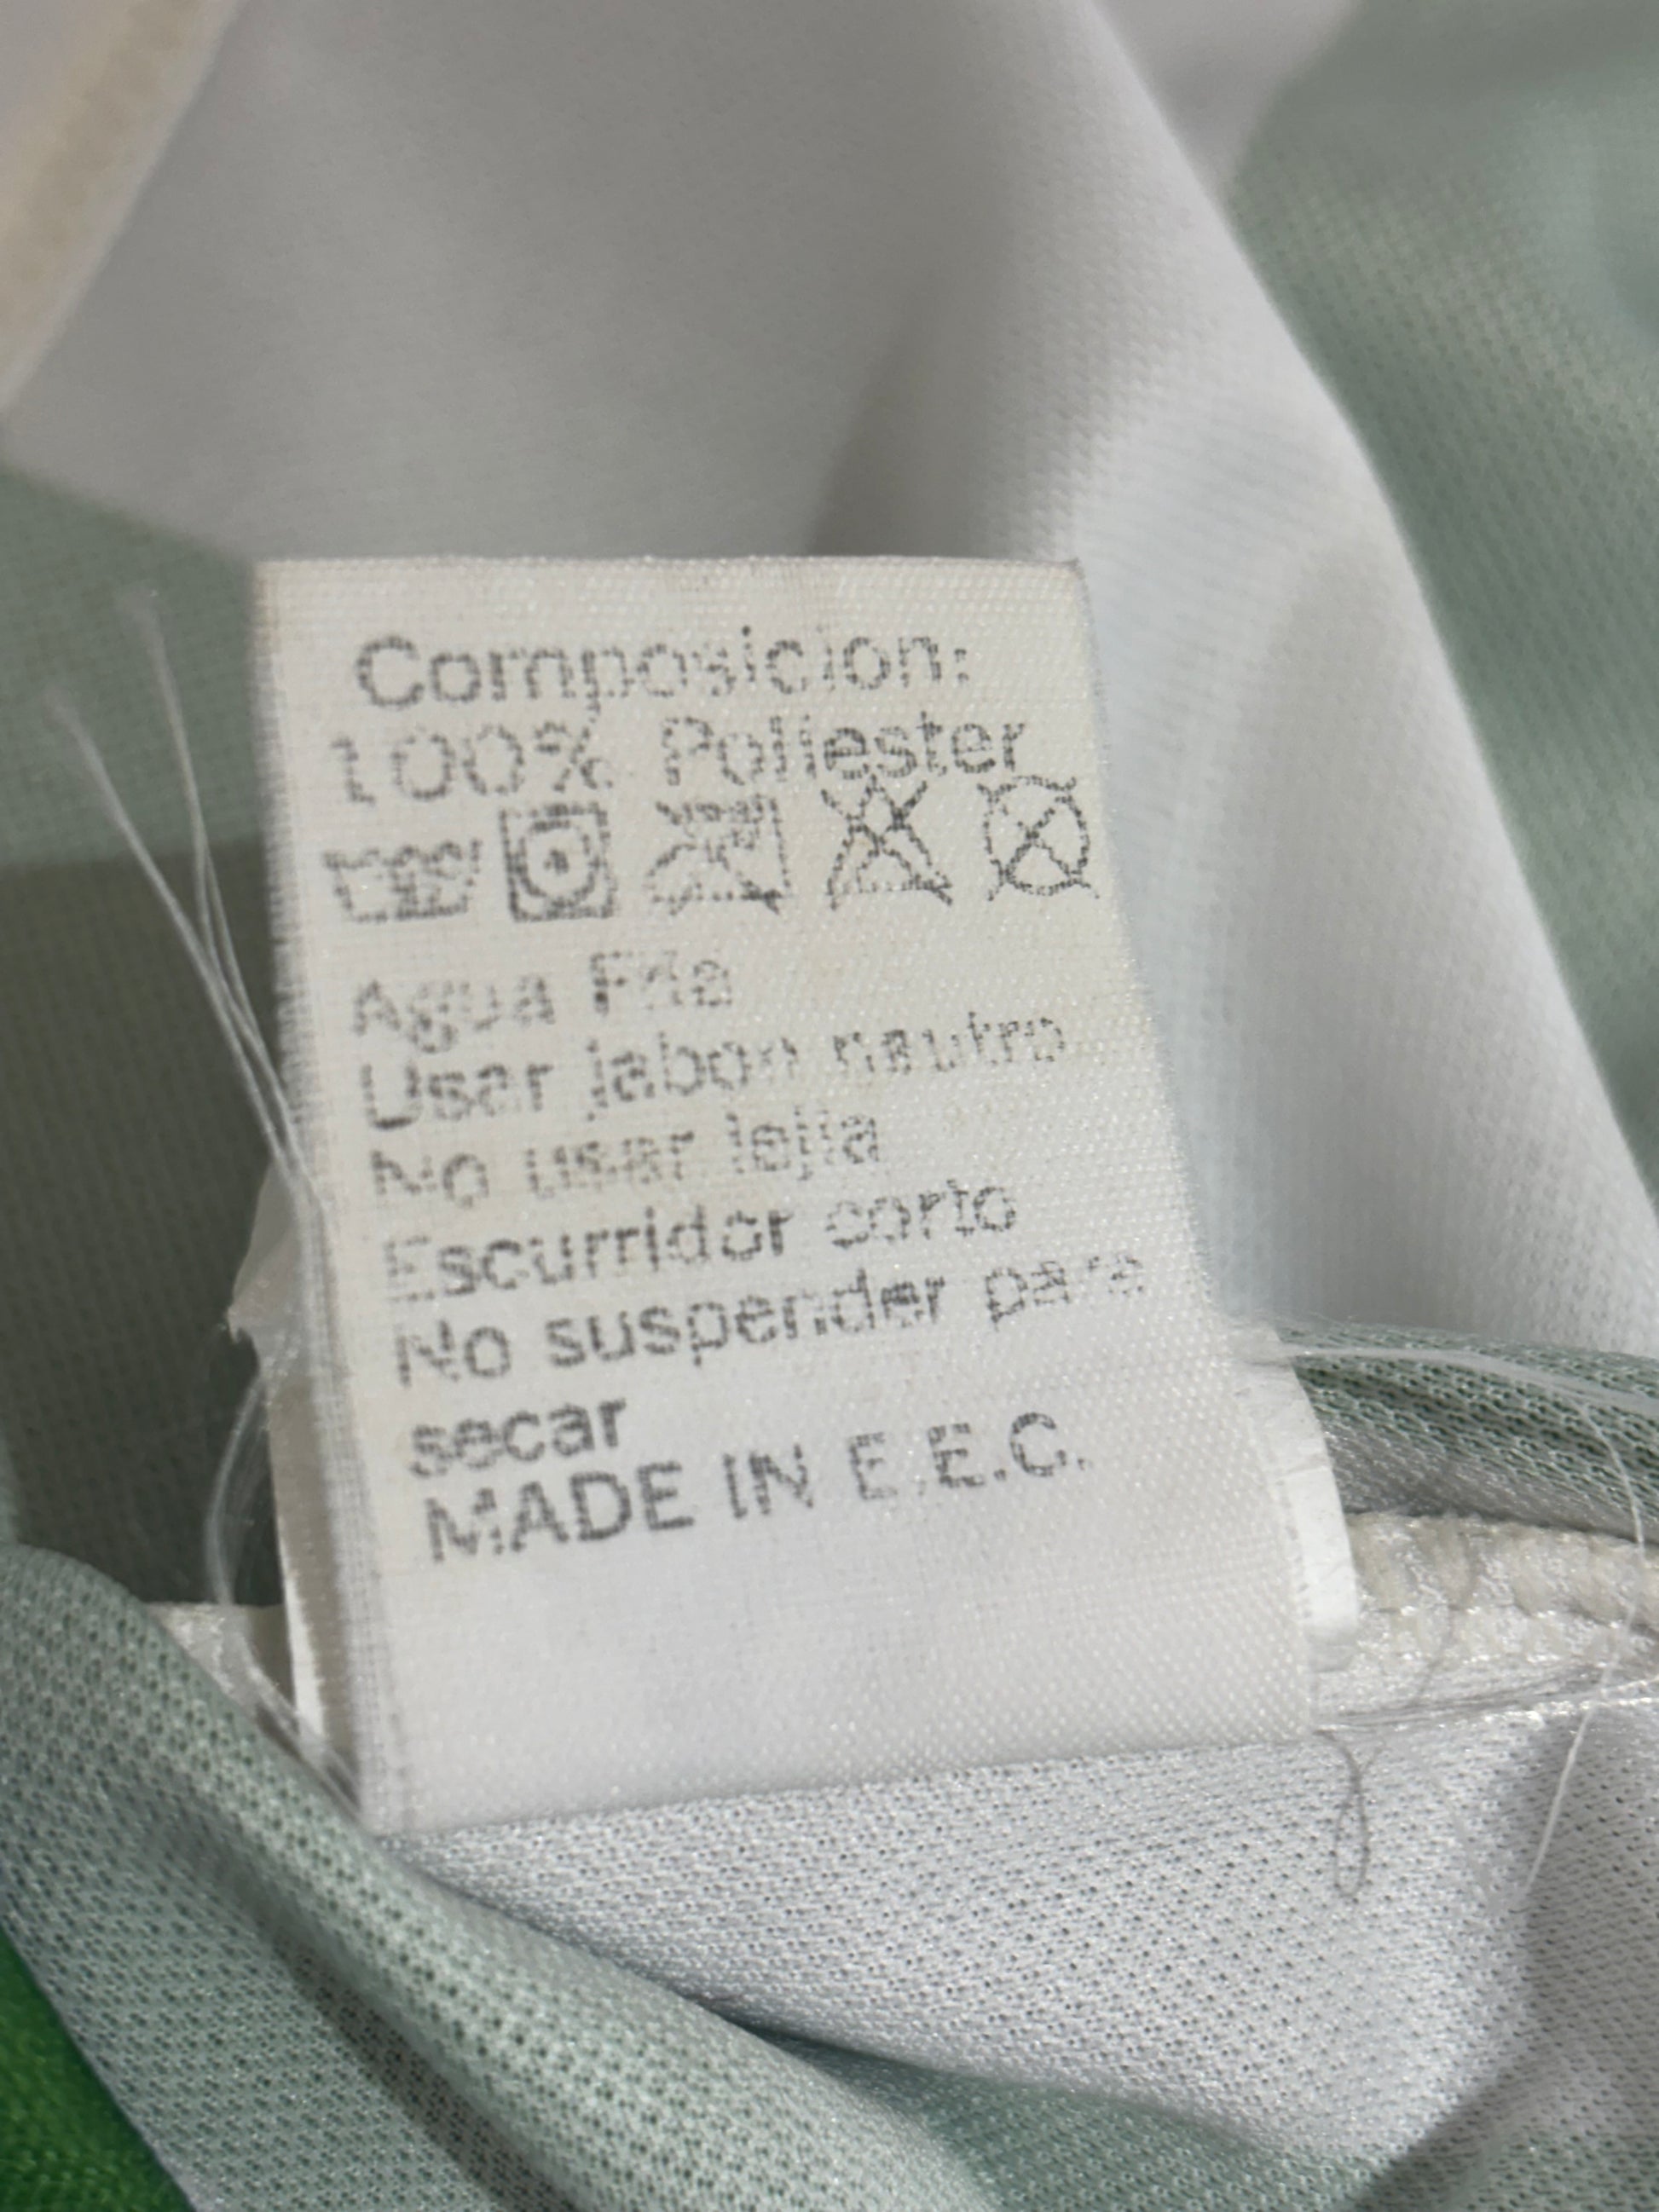 Composicion:
100% Poliester
Agua Fria
Usar jabon neutro
No usar lejia
Escurridor corto
No suspender para
secar
MADE IN E.E.C.